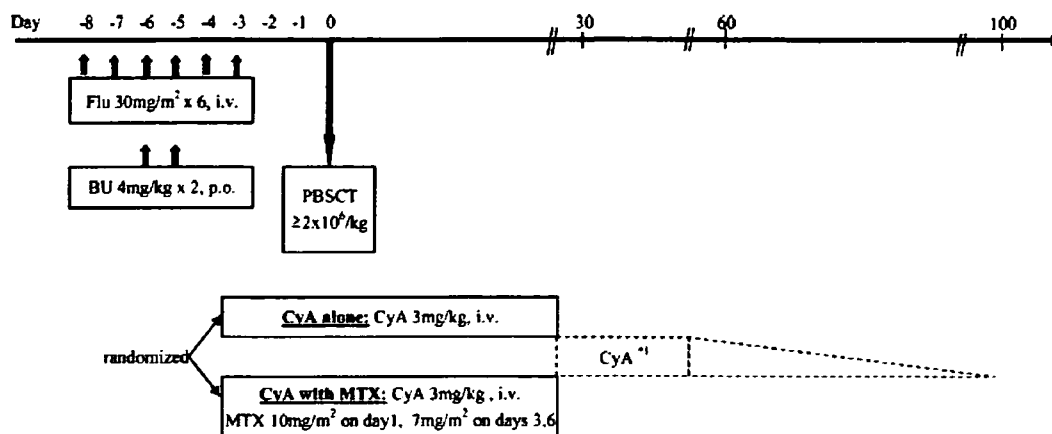 Day -8 -7 -6 -5 -4 -3 -2 -1 0 30 60 100
Flu 30mg/m² x 6, i.v.
BU 4mg/kg x 2, p.o.
PBSCT
≥2x10⁶/kg
CyA alone: CyA 3mg/kg, i.v.
randomized
CyA *1
CyA with MTX: CyA 3mg/kg , i.v.
MTX 10mg/m² on day1, 7mg/m² on days 3.6